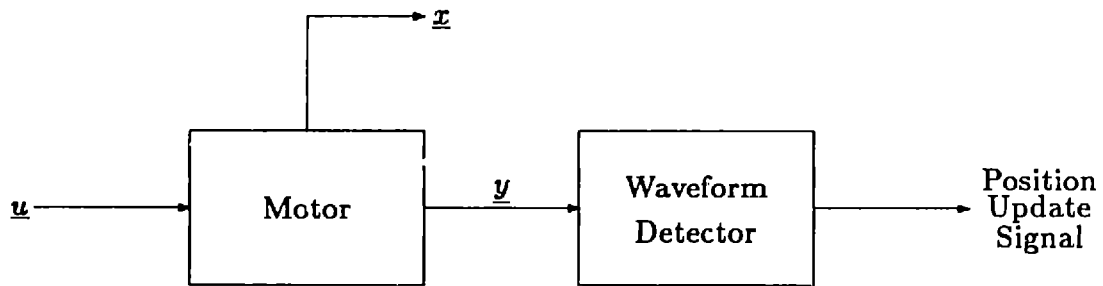 x
u
Motor
y
Waveform
Detector
Position
Update
Signal